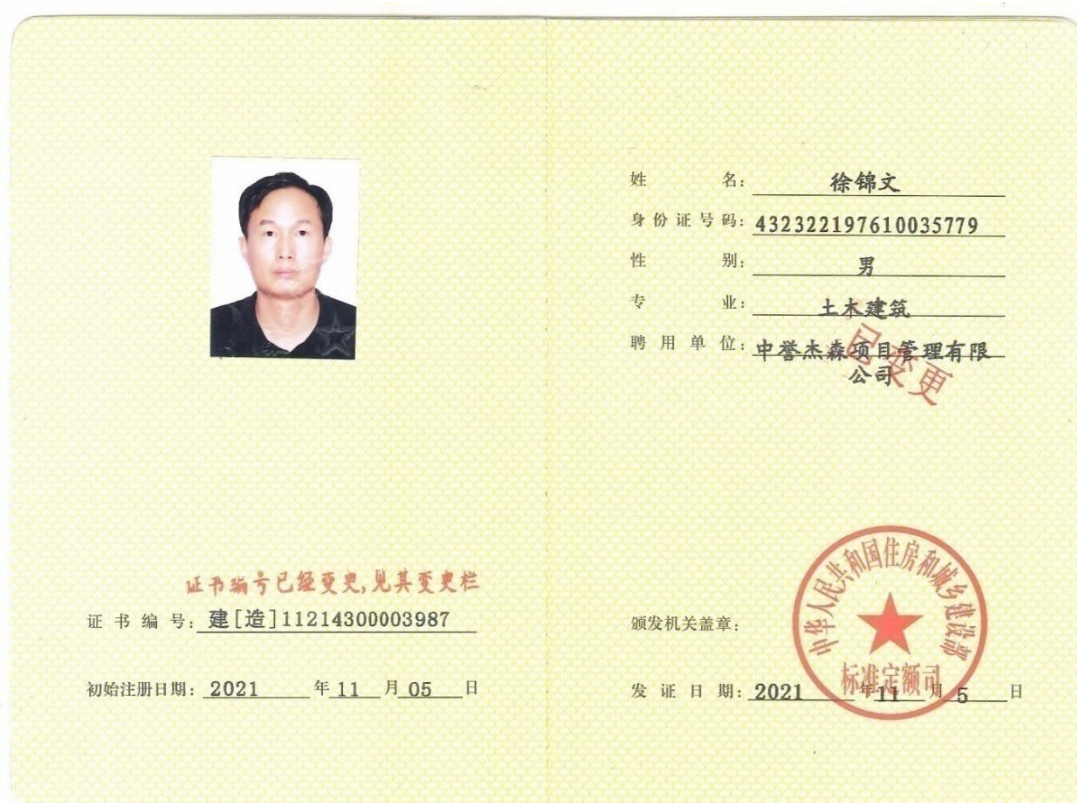 证书编号已经变更,见其变更栏
证书编号: 建[造]11214300003987
初始注册日期: 2021 年 11 月 05 日
姓名: 徐锦文
身份证号码: 432322197610035779
性别: 男
专业: 土木建筑
聘用单位: 中誉杰森项目管理有限
公司
已变更
颁发机关盖章:
中华人民共和国住房和城乡建设部
标准定额司
发证日期: 2021 年 11 月 5 日